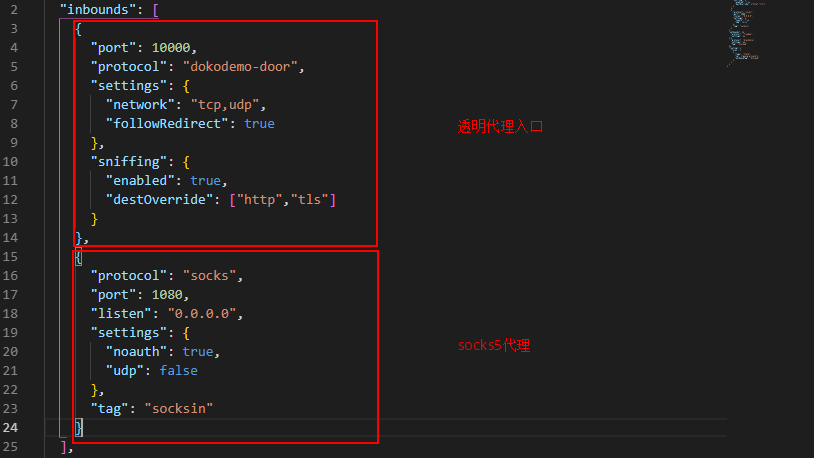 2 "inbounds": [
3 {
4 "port": 10000,
5 "protocol": "dokodemo-door",
6 "settings": {
7 "network": "tcp,udp",
8 "followRedirect": true
9 },
10 "sniffing": {
11 "enabled": true,
12 "destOverride": ["http","tls"]
13 }
14 },
15 {
16 "protocol": "socks",
17 "port": 1080,
18 "listen": "0.0.0.0",
19 "settings": {
20 "noauth": true,
21 "udp": false
22 },
23 "tag": "socksin"
24 }
25 ],
透明代理入口
socks5代理